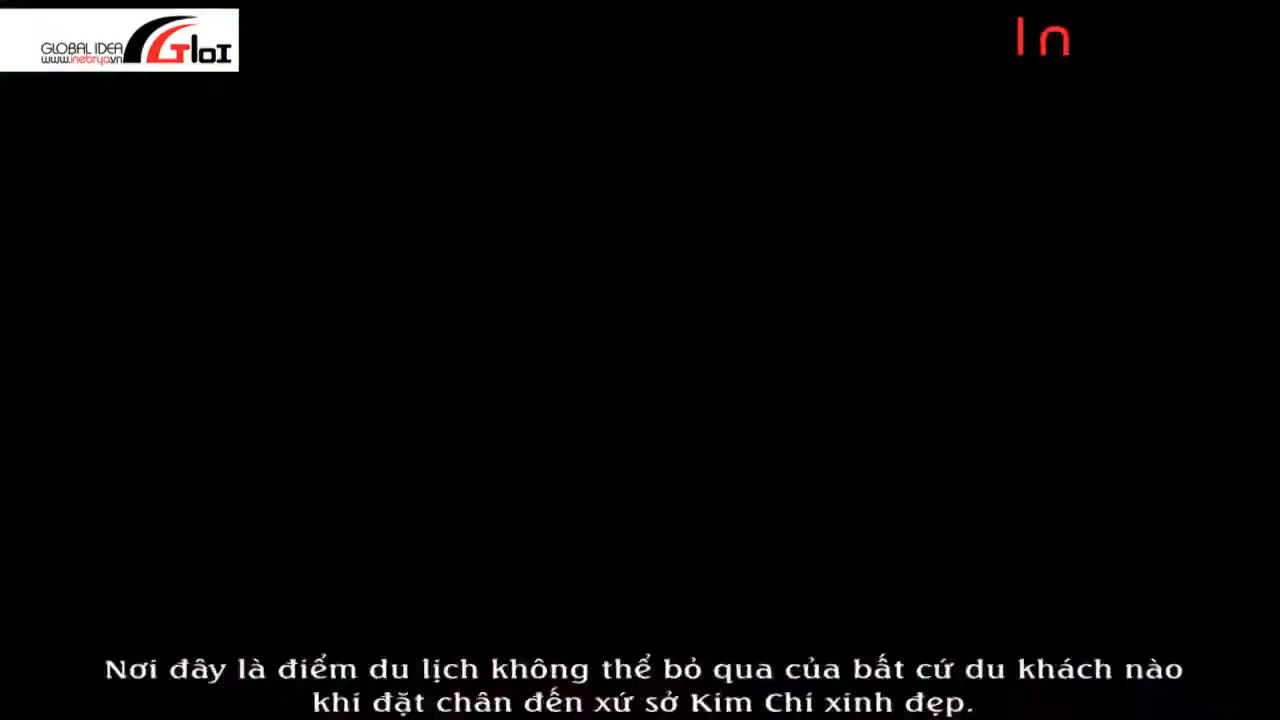 GLOBAL IDEA
www.inebrya.vn
GloI
In
Nơi đây là điểm du lịch không thể bỏ qua của bất cứ du khách nào
khi đặt chân đến xứ sở Kim Chi xinh đẹp.